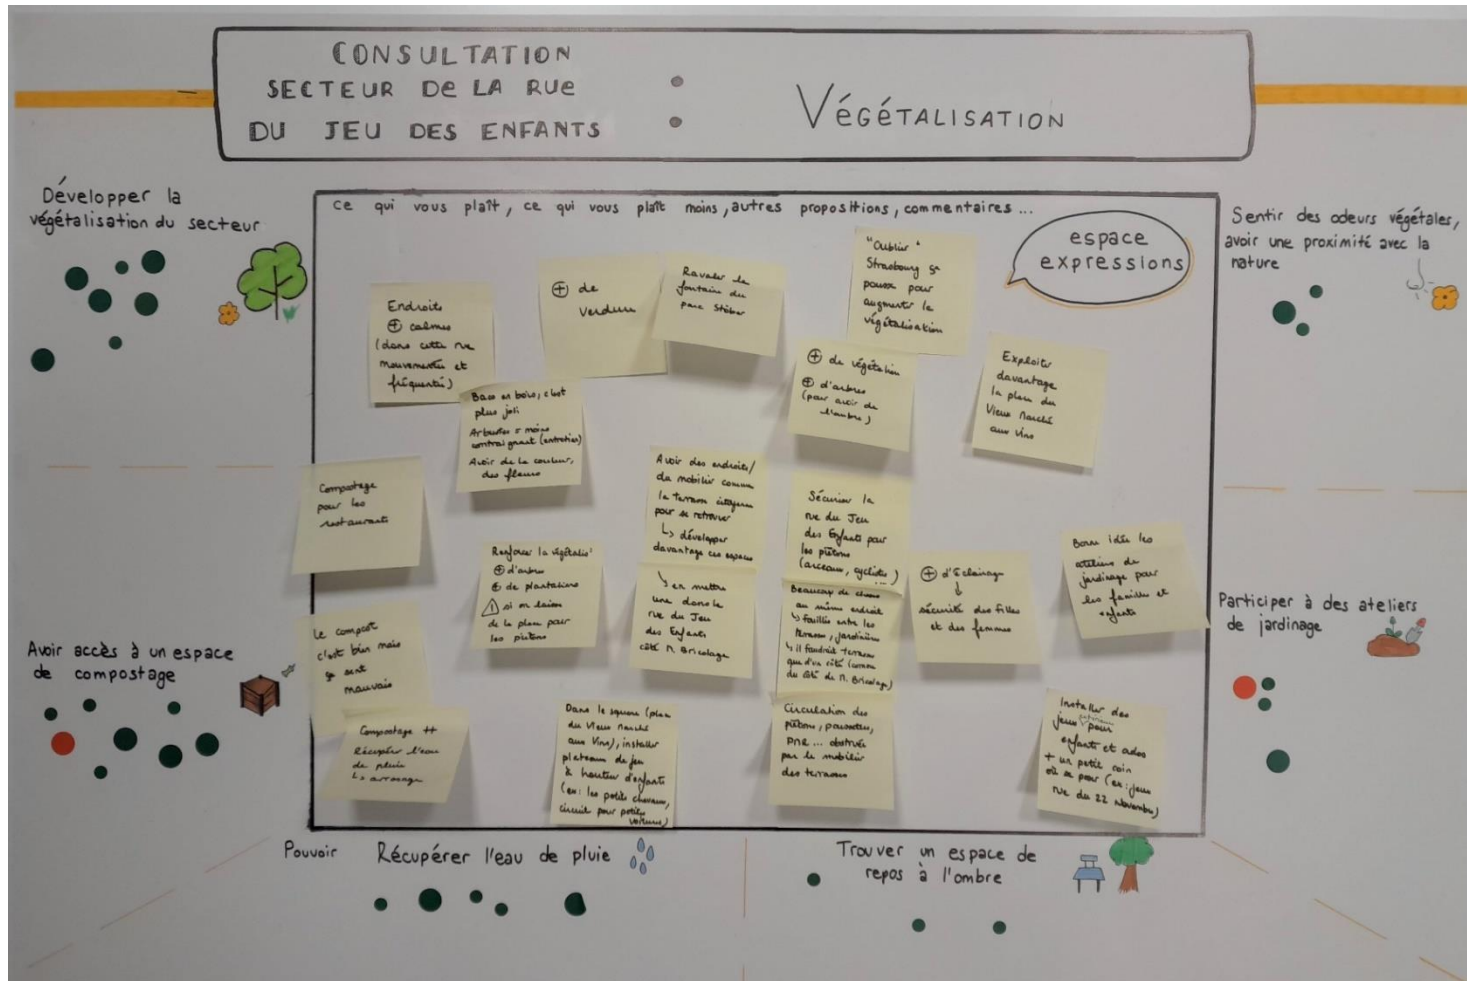 CONSULTATION
SECTEUR DE LA RUE
DU JEU DES ENFANTS
:
VÉGÉTALISATION
Développer la
végétalisation du secteur
Ce qui vous plaît, ce qui vous plaît moins, autres propositions, commentaires ...
espace
expressions
Sentir des odeurs végétales,
avoir une proximité avec la
nature
Endroits
⊕ calmes
(dans cette rue
mouvementée et
fréquentée)
⊕ de
verdure
Ravaler la
fontaine du
parc
"Oublier"
Strasbourg ça
pousse pour
augmenter la
végétalisation
⊕ de végétation
⊕ d'arbres
(pour avoir de
l'ombre)
Exploiter
davantage
la place du
Vieux Marché
aux Vins
Bacs en bois, c'est
plus joli
Arbustes = moins
contraignant (entretien)
Avoir de la couleur,
des fleurs
Compostage
pour les
restaurants
Avoir des endroits/
du mobilier comme
la terrasse citoyenne
pour se retrouver
↳ développer
davantage ces espaces
Sécuriser la
rue du Jeu
des Enfants pour
les piétons
(arceaux, cyclistes)
...
Renforcer la végétalis°
⊕ d'arbres
⊕ de plantations
⚠ si on laisse
de la place pour
les piétons
↳ en mettre
une dans la
rue du Jeu
des Enfants
côté M. Bricolage
Beaucoup de choses
au même endroit
↳ fouillis entre les
terrasses, jardinières
↳ il faudrait terrasses
que d'un côté (comme
du côté de M. Bricolage)
⊕ d'éclairage
↓
sécurité des filles
et des femmes
Bonne idée les
ateliers de
jardinage pour
les familles et
enfants
Le compost
c'est bien mais
ça sent
mauvais
Avoir accès à un espace
de compostage
Participer à des ateliers
de jardinage
Compostage ++
Récupérer l'eau
de pluie
↳ arrosage
Dans le square (place
du Vieux Marché
aux Vins), installer
plateaux de jeu
à hauteur d'enfants
(ex: les petits chevaux,
circuit pour petites
voitures)
Circulation des
piétons, poussettes,
PMR ... obstruée
par le mobilier
des terrasses
Installer des
jeux extérieurs pour
enfants et ados
+ un petit coin
où se poser (ex: jeux
rue du 22 Novembre)
Pouvoir Récupérer l'eau de pluie
Trouver un espace de
repos à l'ombre